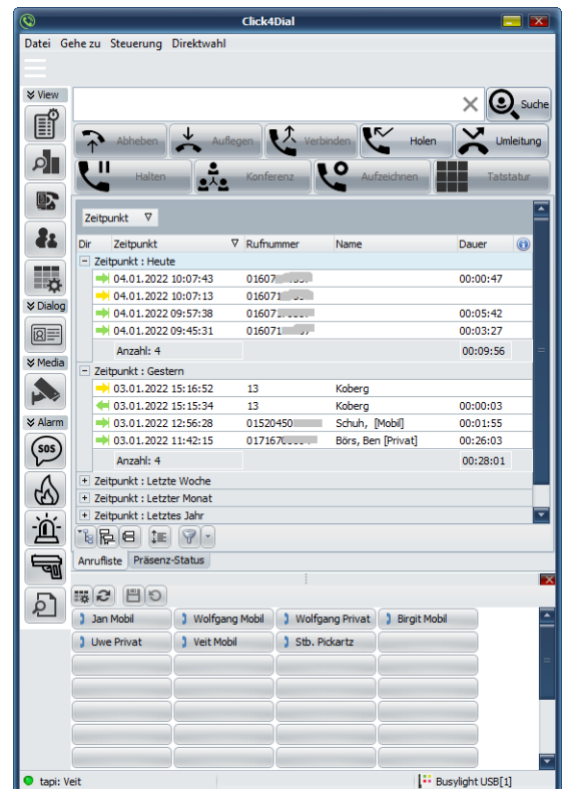 Click4Dial
Datei Gehe zu Steuerung Direktwahl
View
Suche
Abheben Auflegen Verbinden Holen Umleitung
Halten Konferenz Aufzeichnen Tatstatur
Zeitpunkt
Dir Zeitpunkt Rufnummer Name Dauer
Zeitpunkt : Heute
04.01.2022 10:07:43 01607 00:00:47
04.01.2022 10:07:13 016071
Dialog
04.01.2022 09:57:38 01607 00:05:42
04.01.2022 09:45:31 016071 00:03:27
Anzahl: 4 00:09:56
Media
Zeitpunkt : Gestern
03.01.2022 15:16:52 13 Koberg
03.01.2022 15:15:34 13 Koberg 00:00:03
Alarm
03.01.2022 12:56:28 01520450 Schuh, [Mobil] 00:01:55
03.01.2022 11:42:15 017167 Börs, Ben [Privat] 00:26:03
SOS
Anzahl: 4 00:28:01
Zeitpunkt : Letzte Woche
Zeitpunkt : Letzter Monat
Zeitpunkt : Letztes Jahr
Anrufliste Präsenz-Status
Jan Mobil Wolfgang Mobil Wolfgang Privat Birgit Mobil
Uwe Privat Veit Mobil Stb. Pickartz
tapi: Veit Busylight USB[1]